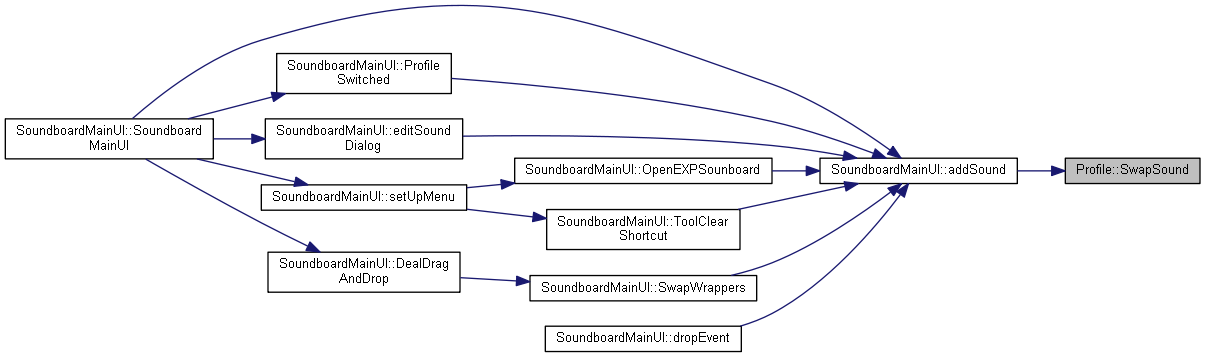 SoundboardMainUI::Profile
Switched
SoundboardMainUI::Soundboard
MainUI
SoundboardMainUI::editSound
Dialog
SoundboardMainUI::OpenEXPSounboard
SoundboardMainUI::addSound
Profile::SwapSound
SoundboardMainUI::setUpMenu
SoundboardMainUI::ToolClear
Shortcut
SoundboardMainUI::DealDrag
AndDrop
SoundboardMainUI::SwapWrappers
SoundboardMainUI::dropEvent